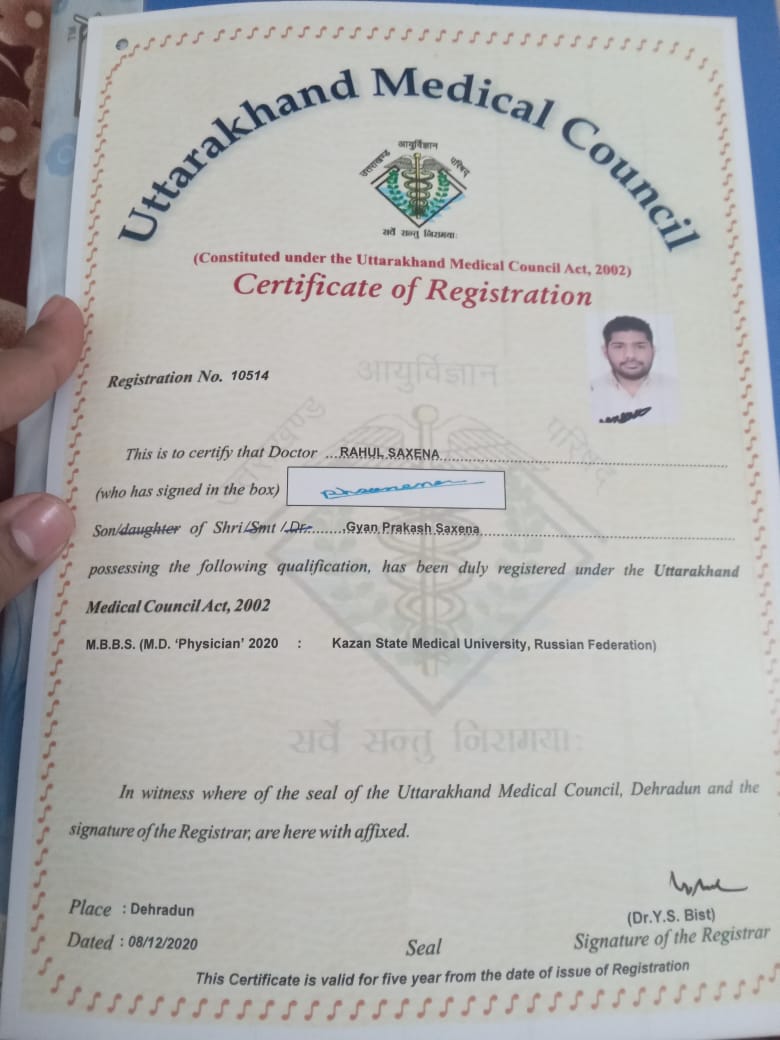 Uttarakhand Medical Council
उत्तराखण्ड आयुर्विज्ञान परिषद्
सर्वे सन्तु निरामया:
(Constituted under the Uttarakhand Medical Council Act, 2002)
Certificate of Registration
आयुर्विज्ञान
उत्तराखण्ड परिषद्
Registration No. 10514
This is to certify that Doctor ...RAHUL SAXENA
(who has signed in the box)
Son/daughter of Shri/Smt /Dr........Gyan Prakash Saxena
possessing the following qualification, has been duly registered under the Uttarakhand
Medical Council Act, 2002
M.B.B.S. (M.D. ‘Physician’ 2020 : Kazan State Medical University, Russian Federation)
सर्वे सन्तु निरामया:
In witness where of the seal of the Uttarakhand Medical Council, Dehradun and the
signature of the Registrar, are here with affixed.
Place : Dehradun
(Dr.Y.S. Bist)
Dated : 08/12/2020 Seal Signature of the Registrar
This Certificate is valid for five year from the date of issue of Registration